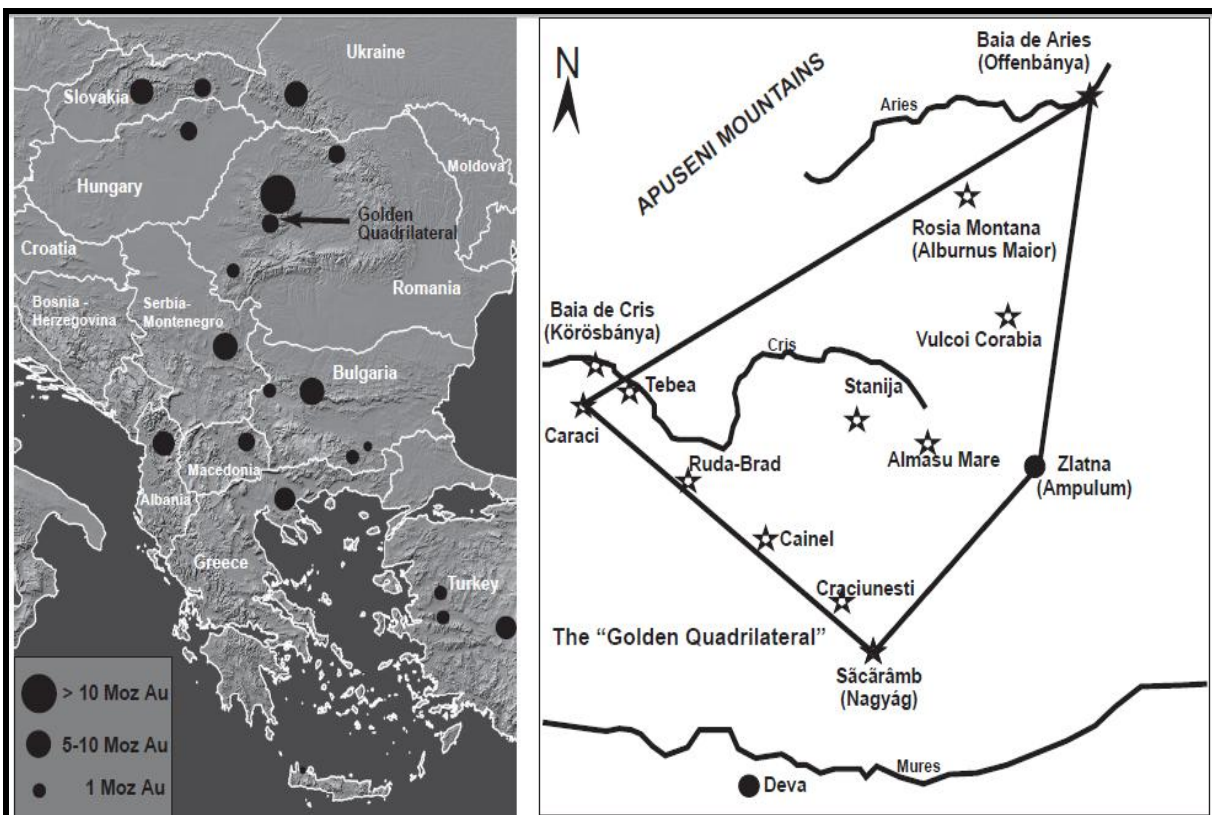 Ukraine
Slovakia
Moldova
Hungary
Golden
Quadrilateral
Croatia
Romania
Bosnia -
Herzegovina
Serbia-
Montenegro
Bulgaria
Macedonia
Albania
Greece
Turkey
> 10 Moz Au
5-10 Moz Au
1 Moz Au
N
APUSENI MOUNTAINS
Baia de Aries
(Offenbánya)
Aries
Rosia Montana
(Alburnus Maior)
Baia de Cris
(Körösbánya)
Vulcoi Corabia
Cris
Tebea
Stanija
Caraci
Almasu Mare
Ruda-Brad
Zlatna
(Ampulum)
Cainel
Craciunesti
The “Golden Quadrilateral”
Sãcãrâmb
(Nagyág)
Mures
Deva